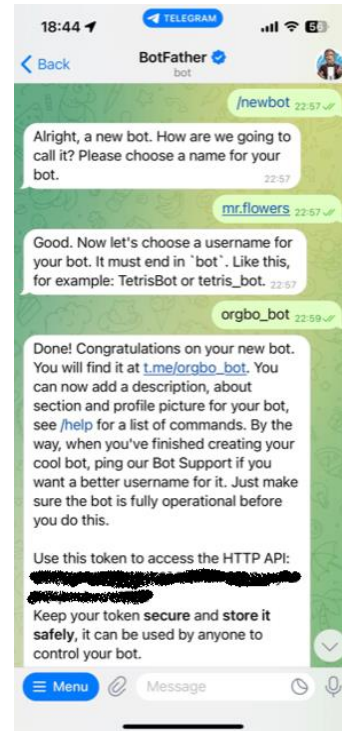 18:44
TELEGRAM
56
Back
BotFather
bot
/newbot 22:57
Alright, a new bot. How are we going to
call it? Please choose a name for your
bot.
22:57
mr.flowers 22:57
Good. Now let's choose a username for
your bot. It must end in `bot`. Like this,
for example: TetrisBot or tetris_bot. 22:57
orgbo_bot 22:59
Done! Congratulations on your new bot.
You will find it at t.me/orgbo_bot. You
can now add a description, about
section and profile picture for your bot,
see /help for a list of commands. By the
way, when you've finished creating your
cool bot, ping our Bot Support if you
want a better username for it. Just make
sure the bot is fully operational before
you do this.
Use this token to access the HTTP API:
Keep your token secure and store it
safely, it can be used by anyone to
control your bot.
Menu
Message